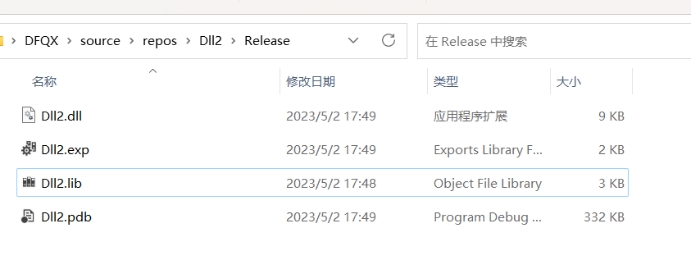 DFQX > source > repos > Dll2 > Release 在 Release 中搜索
名称 修改日期 类型 大小
Dll2.dll 2023/5/2 17:49 应用程序扩展 9 KB
Dll2.exp 2023/5/2 17:49 Exports Library F... 2 KB
Dll2.lib 2023/5/2 17:48 Object File Library 3 KB
Dll2.pdb 2023/5/2 17:49 Program Debug ... 332 KB